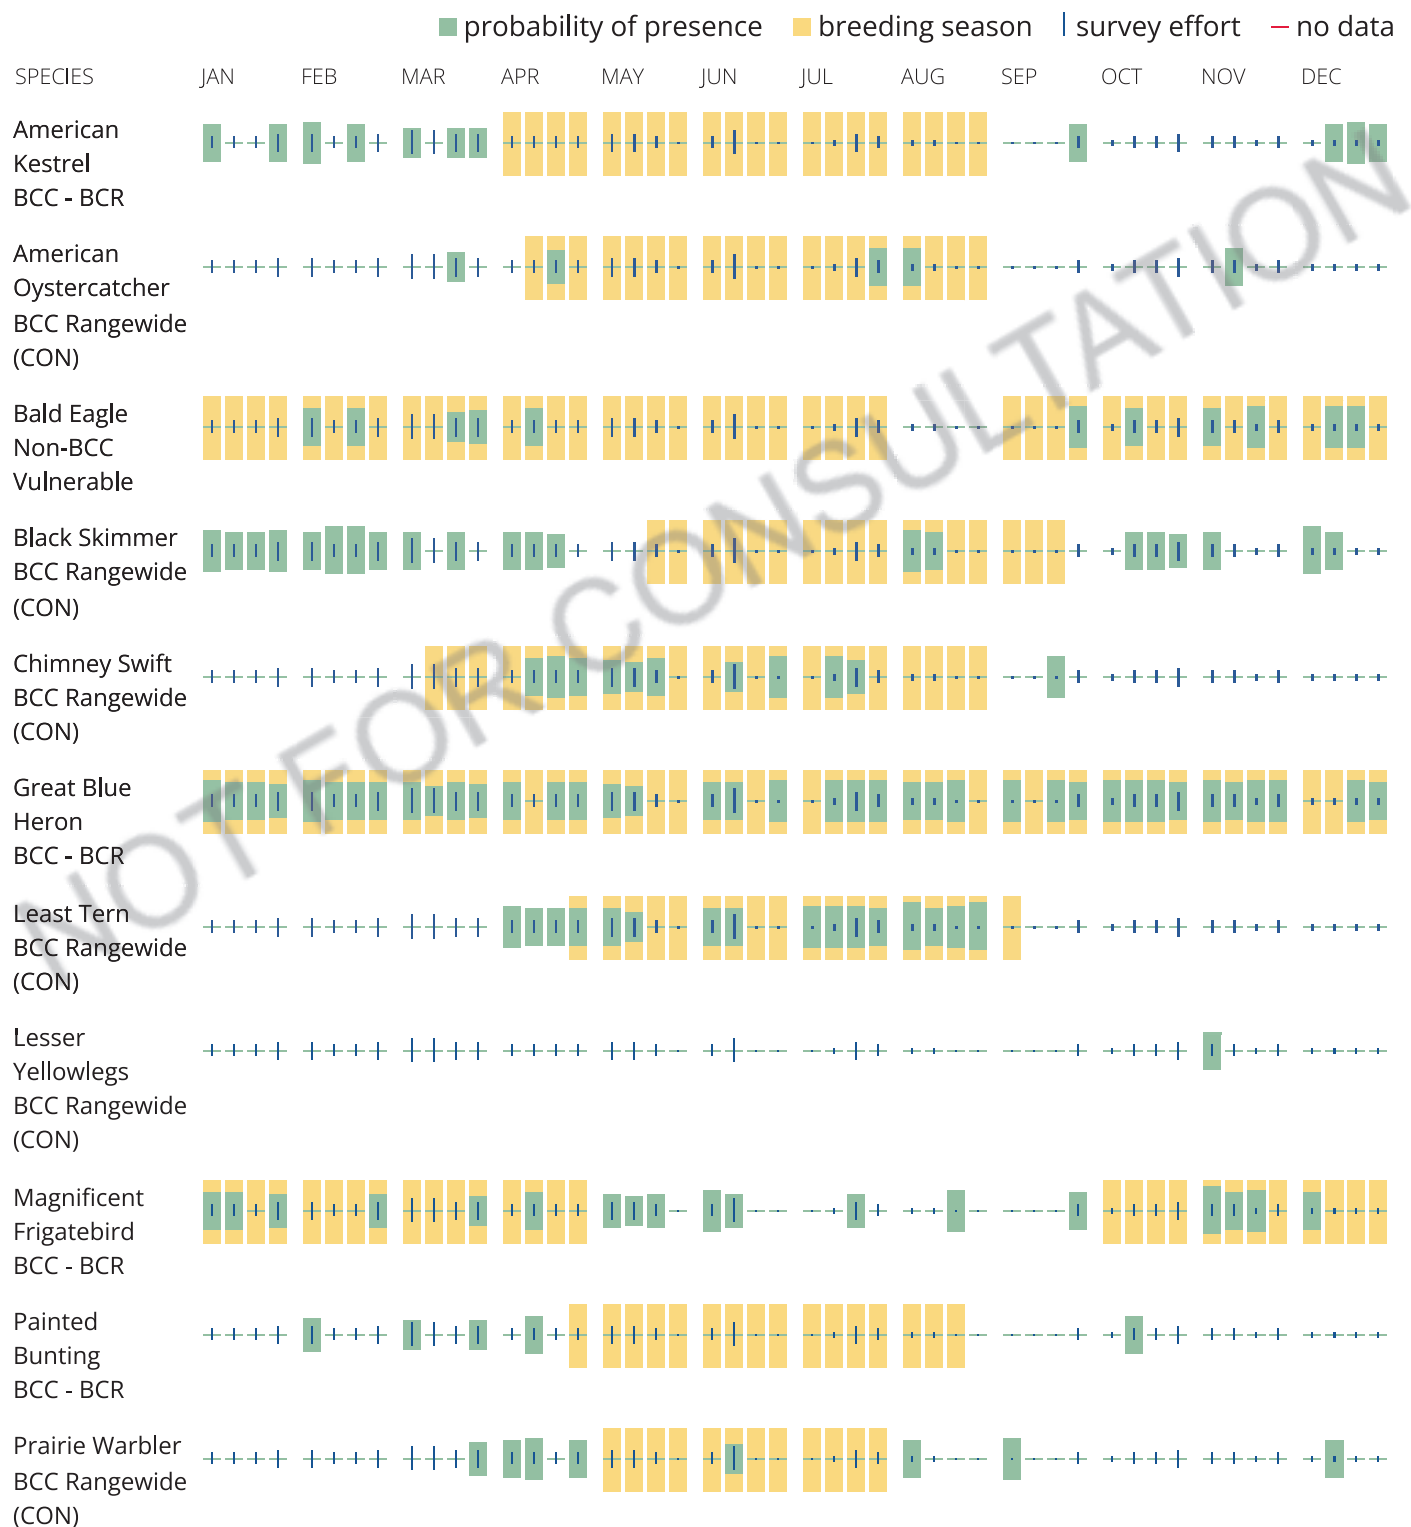 probability of presence breeding season survey effort no data
SPECIES JAN FEB MAR APR MAY JUN JUL AUG SEP OCT NOV DEC
American
Kestrel
BCC - BCR
American
Oystercatcher
BCC Rangewide
(CON)
Bald Eagle
Non-BCC
Vulnerable
Black Skimmer
BCC Rangewide
(CON)
Chimney Swift
BCC Rangewide
(CON)
Great Blue
Heron
BCC - BCR
Least Tern
BCC Rangewide
(CON)
Lesser
Yellowlegs
BCC Rangewide
(CON)
Magnificent
Frigatebird
BCC - BCR
Painted
Bunting
BCC - BCR
Prairie Warbler
BCC Rangewide
(CON)
NOT FOR CONSULTATION